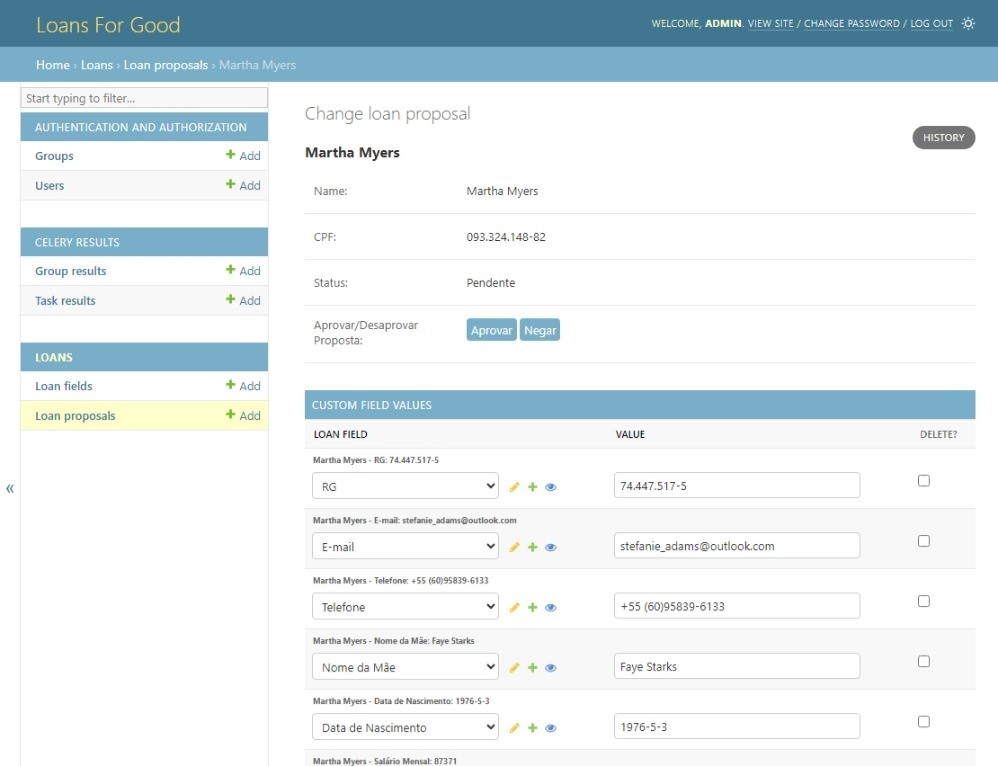 Loans For Good
WELCOME, ADMIN. VIEW SITE / CHANGE PASSWORD / LOG OUT
Home › Loans › Loan proposals › Martha Myers
Start typing to filter...
AUTHENTICATION AND AUTHORIZATION
Groups + Add
Users + Add
CELERY RESULTS
Group results + Add
Task results + Add
LOANS
Loan fields + Add
Loan proposals + Add
«
Change loan proposal
HISTORY
Martha Myers
Name: Martha Myers
CPF: 093.324.148-82
Status: Pendente
Aprovar/Desaprovar
Proposta:
Aprovar Negar
CUSTOM FIELD VALUES
LOAN FIELD VALUE DELETE?
Martha Myers - RG: 74.447.517-5
RG 74.447.517-5
Martha Myers - E-mail: stefanie_adams@outlook.com
E-mail stefanie_adams@outlook.com
Martha Myers - Telefone: +55 (60)95839-6133
Telefone +55 (60)95839-6133
Martha Myers - Nome da Mãe: Faye Starks
Nome da Mãe Faye Starks
Martha Myers - Data de Nascimento: 1976-5-3
Data de Nascimento 1976-5-3
Martha Myers - Salário Mensal: 87371